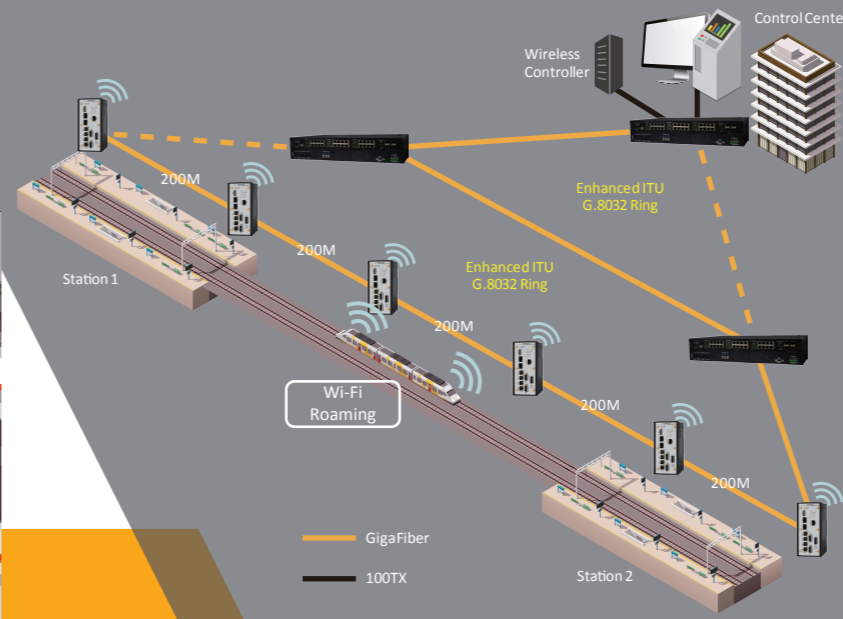 Control Cente
Wireless
Controller
200M
Enhanced ITU
G.8032 Ring
200M
Station 1
Enhanced ITU
G.8032 Ring
200M
Wi-Fi
Roaming
200M
200M
GigaFiber
100TX
Station 2